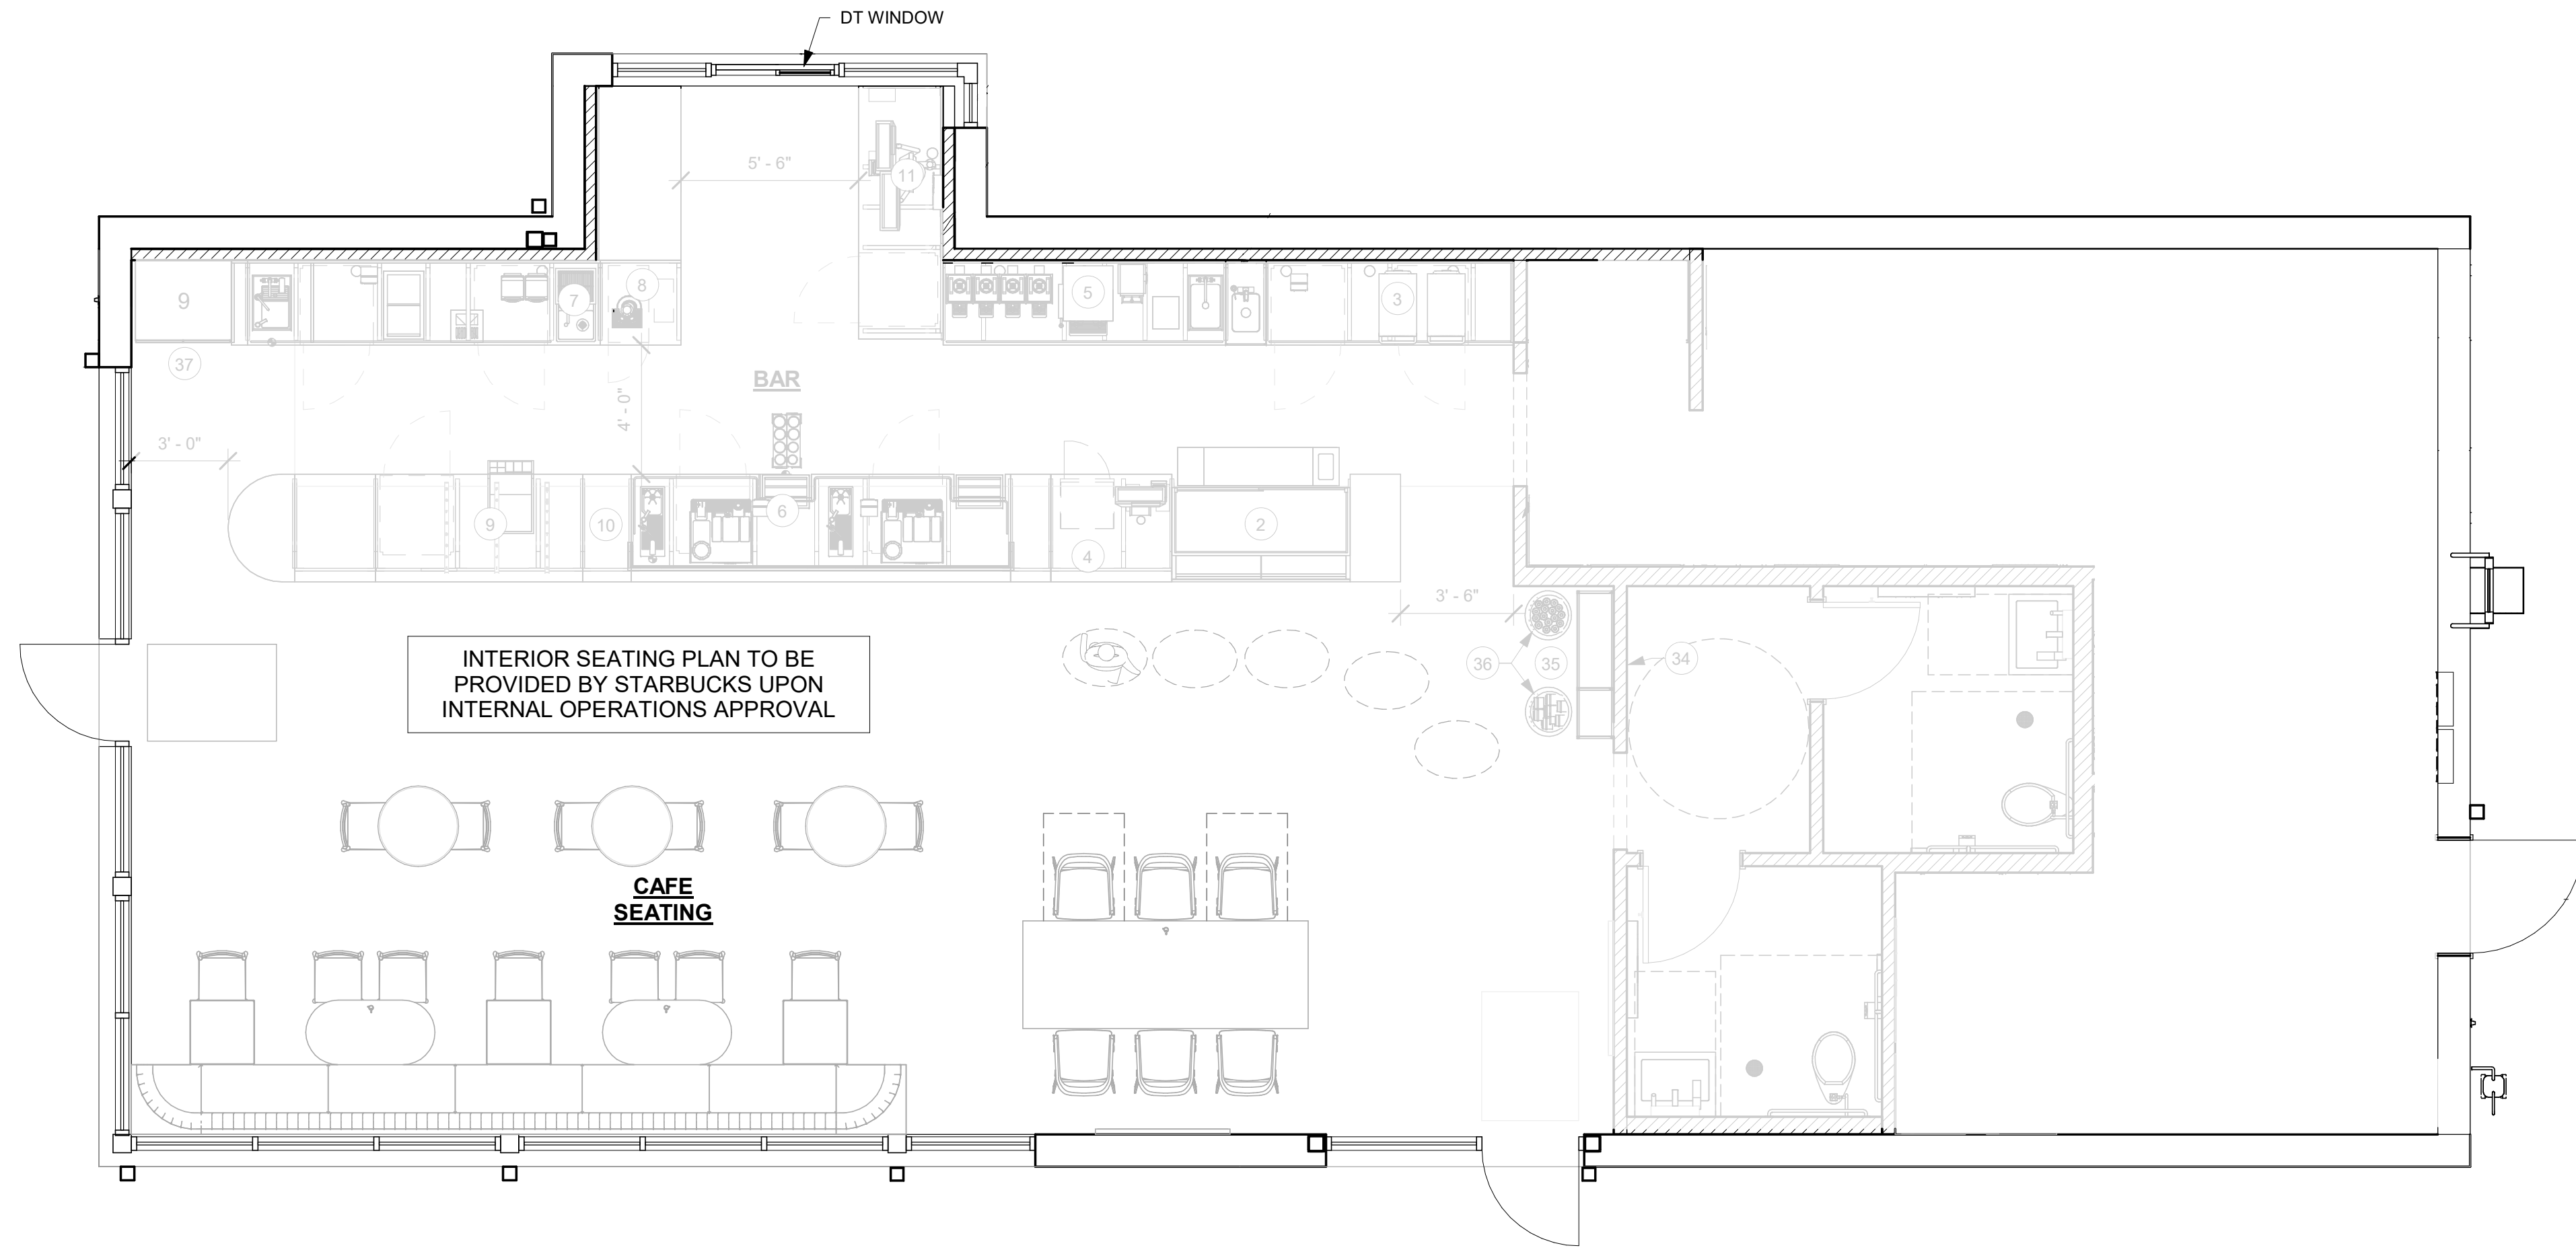 DT WINDOW
5' - 6"
11
9
7
8
5
3
37
BAR
4' - 0"
3' - 0"
9
10
6
4
2
3' - 6"
36
35
34
INTERIOR SEATING PLAN TO BE
PROVIDED BY STARBUCKS UPON
INTERNAL OPERATIONS APPROVAL
CAFE
SEATING